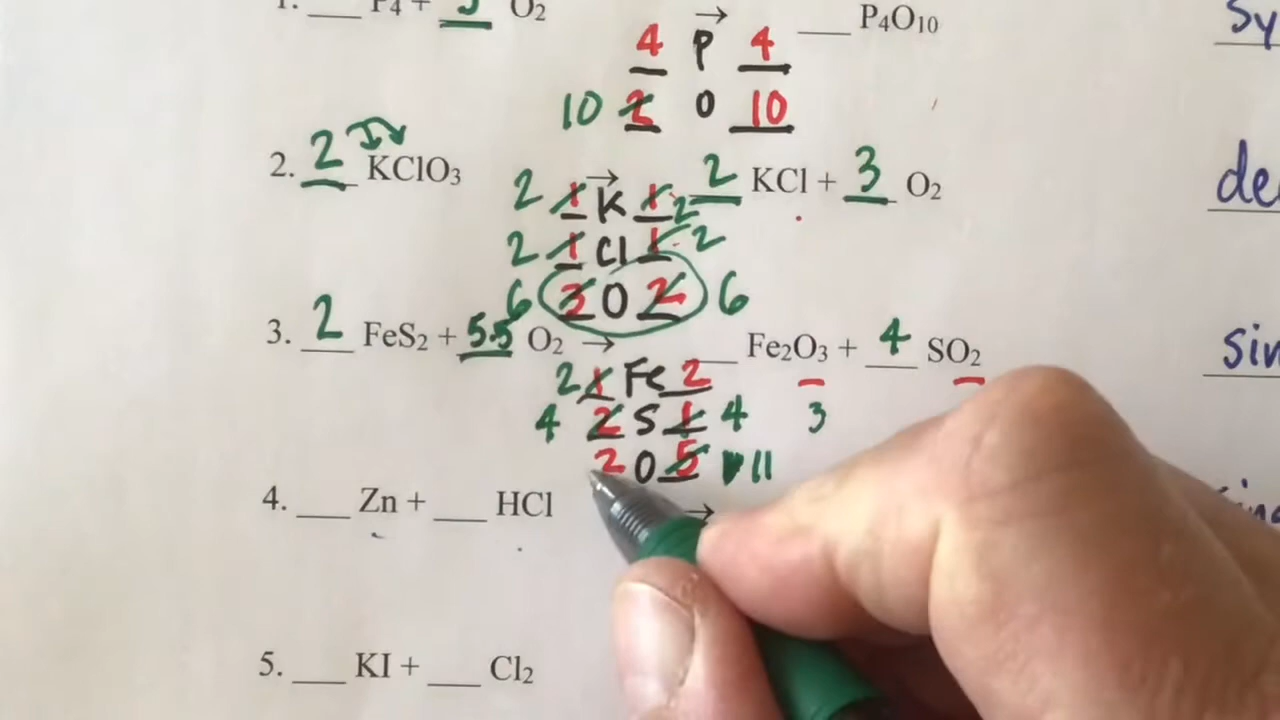 1. ___ P₄ + 5 O₂ → ___ P₄O₁₀ Sy
4 P 4
10 2 O 10
2. 2 KClO₃ → 2 KCl + 3 O₂ de
2 1 K 1 2
2 1 Cl 1 2
6 3 O 2 6
3. 2 FeS₂ + 5.5 O₂ → ___ Fe₂O₃ + 4 SO₂ sin
2 1 Fe 2
4 2 S 1 4 3
2 O 5 11
4. ___ Zn + ___ HCl →
5. ___ KI + ___ Cl₂